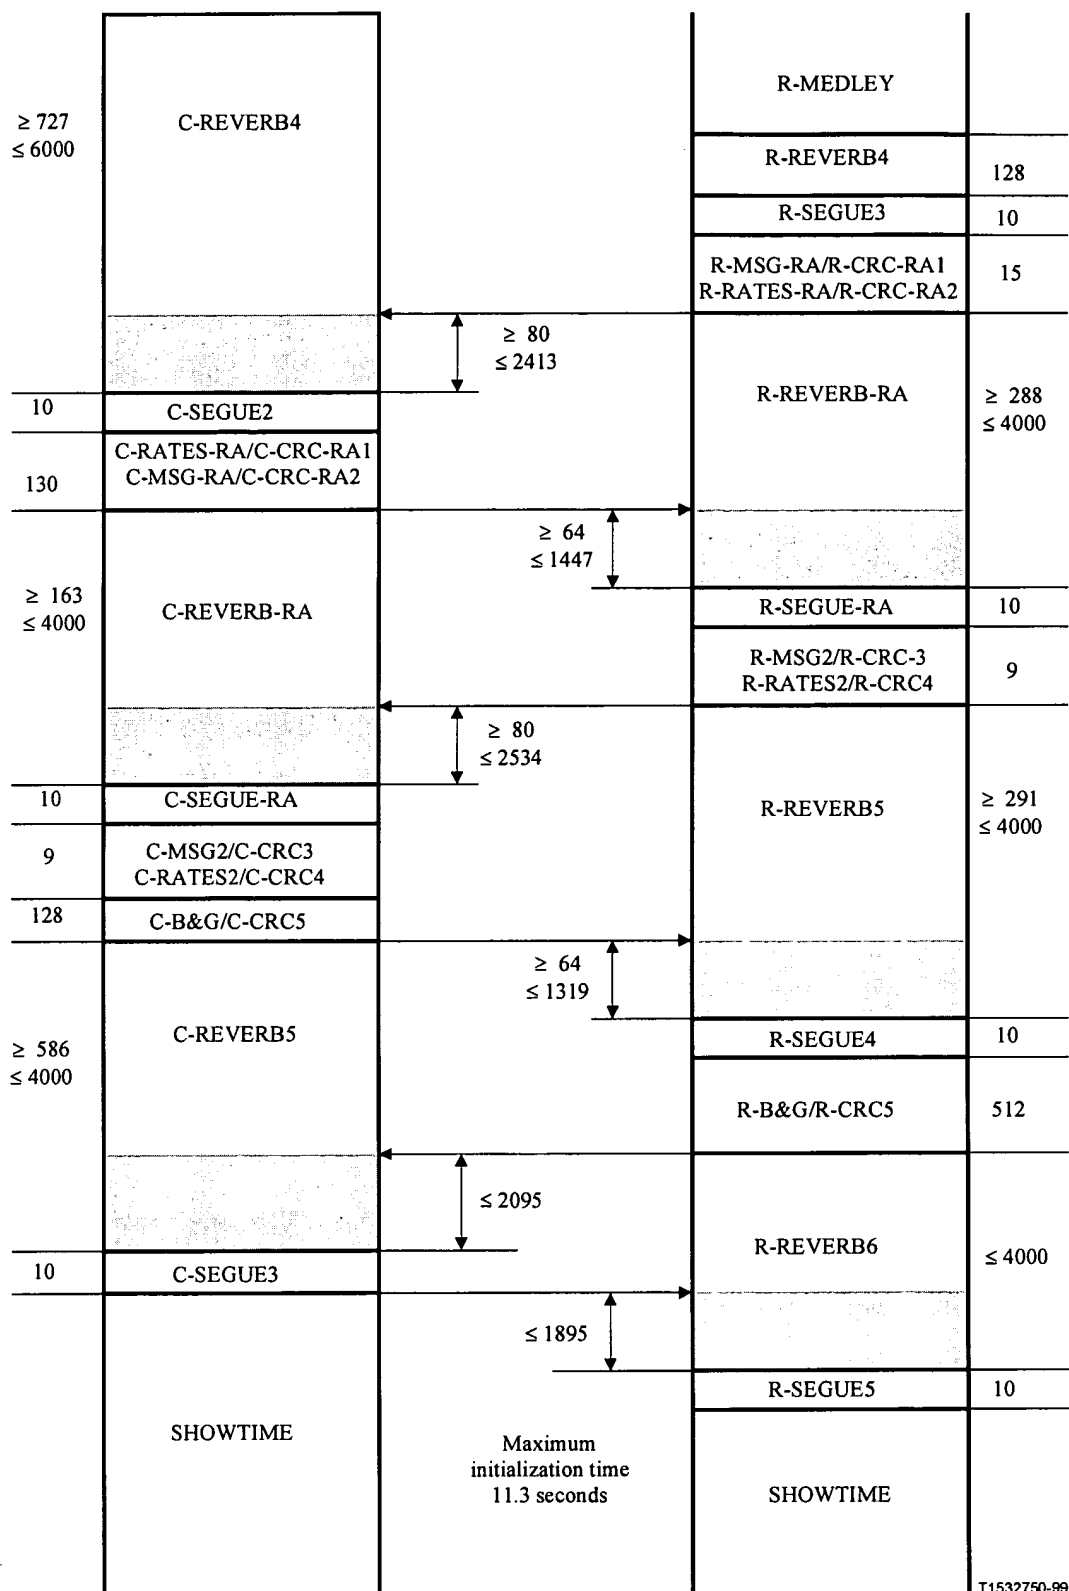 R-MEDLEY
≥ 727
≤ 6000
C-REVERB4
R-REVERB4
128
R-SEGUE3
10
R-MSG-RA/R-CRC-RA1
R-RATES-RA/R-CRC-RA2
15
≥ 80
≤ 2413
R-REVERB-RA
≥ 288
≤ 4000
10
C-SEGUE2
C-RATES-RA/C-CRC-RA1
C-MSG-RA/C-CRC-RA2
130
≥ 64
≤ 1447
≥ 163
≤ 4000
C-REVERB-RA
R-SEGUE-RA
10
R-MSG2/R-CRC-3
R-RATES2/R-CRC4
9
≥ 80
≤ 2534
10
C-SEGUE-RA
R-REVERB5
≥ 291
≤ 4000
9
C-MSG2/C-CRC3
C-RATES2/C-CRC4
128
C-B&G/C-CRC5
≥ 64
≤ 1319
C-REVERB5
≥ 586
≤ 4000
R-SEGUE4
10
R-B&G/R-CRC5
512
≤ 2095
R-REVERB6
≤ 4000
10
C-SEGUE3
≤ 1895
R-SEGUE5
10
SHOWTIME
Maximum
initialization time
11.3 seconds
SHOWTIME
T1532750-99